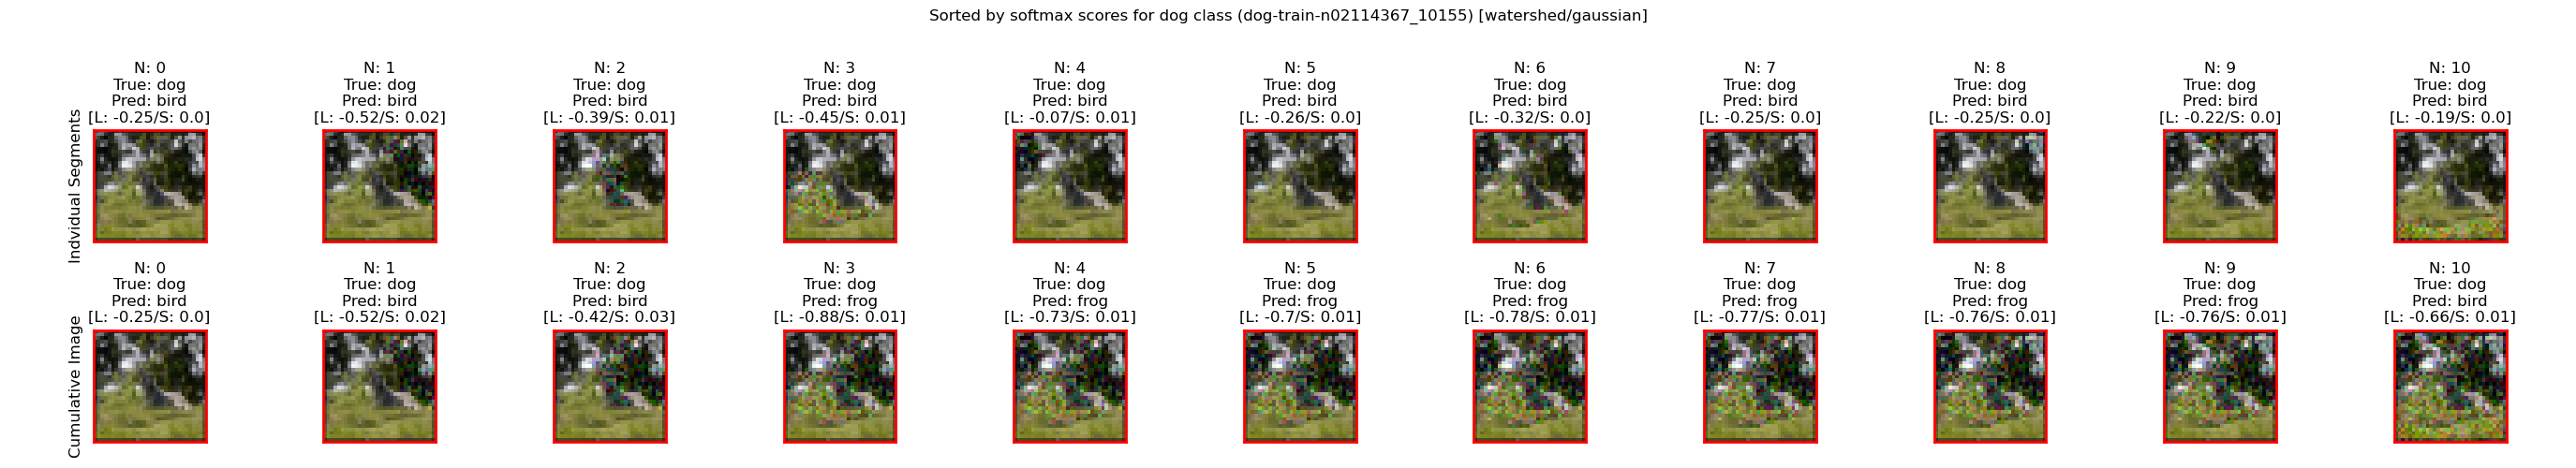 Sorted by softmax scores for dog class (dog-train-n02114367_10155) [watershed/gaussian]
Indvidual Segments
N: 0
True: dog
Pred: bird
[L: -0.25/S: 0.0]
N: 1
True: dog
Pred: bird
[L: -0.52/S: 0.02]
N: 2
True: dog
Pred: bird
[L: -0.39/S: 0.01]
N: 3
True: dog
Pred: bird
[L: -0.45/S: 0.01]
N: 4
True: dog
Pred: bird
[L: -0.07/S: 0.01]
N: 5
True: dog
Pred: bird
[L: -0.26/S: 0.0]
N: 6
True: dog
Pred: bird
[L: -0.32/S: 0.0]
N: 7
True: dog
Pred: bird
[L: -0.25/S: 0.0]
N: 8
True: dog
Pred: bird
[L: -0.25/S: 0.0]
N: 9
True: dog
Pred: bird
[L: -0.22/S: 0.0]
N: 10
True: dog
Pred: bird
[L: -0.19/S: 0.0]
Cumulative Image
N: 0
True: dog
Pred: bird
[L: -0.25/S: 0.0]
N: 1
True: dog
Pred: bird
[L: -0.52/S: 0.02]
N: 2
True: dog
Pred: bird
[L: -0.42/S: 0.03]
N: 3
True: dog
Pred: frog
[L: -0.88/S: 0.01]
N: 4
True: dog
Pred: frog
[L: -0.73/S: 0.01]
N: 5
True: dog
Pred: frog
[L: -0.7/S: 0.01]
N: 6
True: dog
Pred: frog
[L: -0.78/S: 0.01]
N: 7
True: dog
Pred: frog
[L: -0.77/S: 0.01]
N: 8
True: dog
Pred: frog
[L: -0.76/S: 0.01]
N: 9
True: dog
Pred: frog
[L: -0.76/S: 0.01]
N: 10
True: dog
Pred: bird
[L: -0.66/S: 0.01]